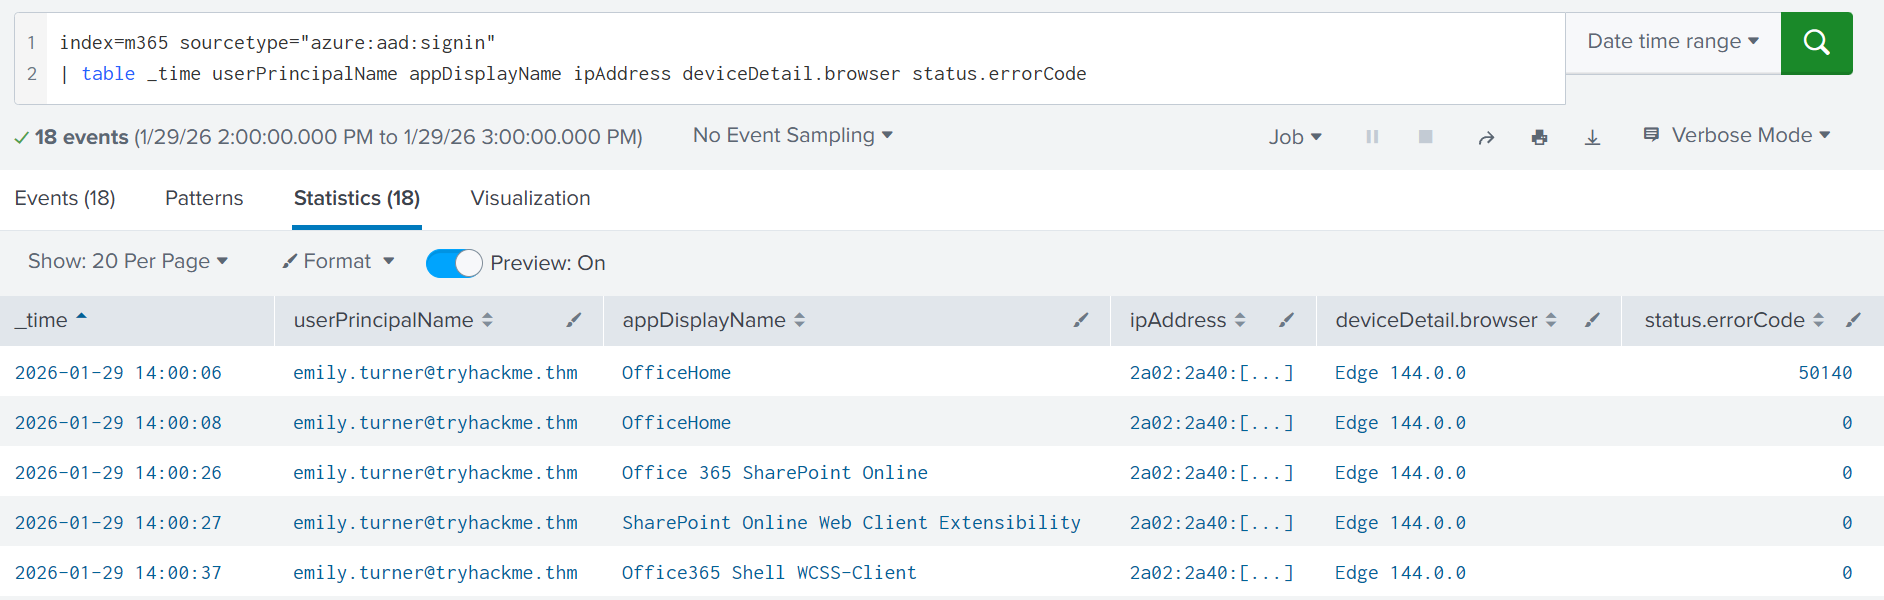 1 index=m365 sourcetype="azure:aad:signin"
2 | table _time userPrincipalName appDisplayName ipAddress deviceDetail.browser status.errorCode
Date time range
18 events (1/29/26 2:00:00.000 PM to 1/29/26 3:00:00.000 PM) No Event Sampling Job Verbose Mode
Events (18) Patterns Statistics (18) Visualization
Show: 20 Per Page Format Preview: On
_time userPrincipalName appDisplayName ipAddress deviceDetail.browser status.errorCode
2026-01-29 14:00:06 emily.turner@tryhackme.thm OfficeHome 2a02:2a40:[...] Edge 144.0.0 50140
2026-01-29 14:00:08 emily.turner@tryhackme.thm OfficeHome 2a02:2a40:[...] Edge 144.0.0 0
2026-01-29 14:00:26 emily.turner@tryhackme.thm Office 365 SharePoint Online 2a02:2a40:[...] Edge 144.0.0 0
2026-01-29 14:00:27 emily.turner@tryhackme.thm SharePoint Online Web Client Extensibility 2a02:2a40:[...] Edge 144.0.0 0
2026-01-29 14:00:37 emily.turner@tryhackme.thm Office365 Shell WCSS-Client 2a02:2a40:[...] Edge 144.0.0 0